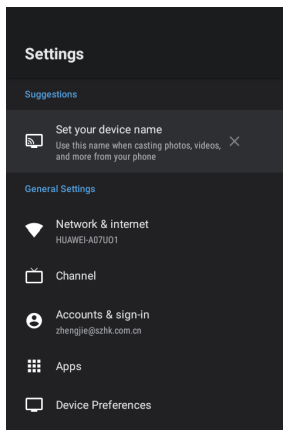 Settings
Suggestions
Set your device name
Use this name when casting photos, videos,
and more from your phone
General Settings
Network & internet
HUAWEI-A07UO1
Channel
Accounts & sign-in
zhengjie@szhk.com.cn
Apps
Device Preferences